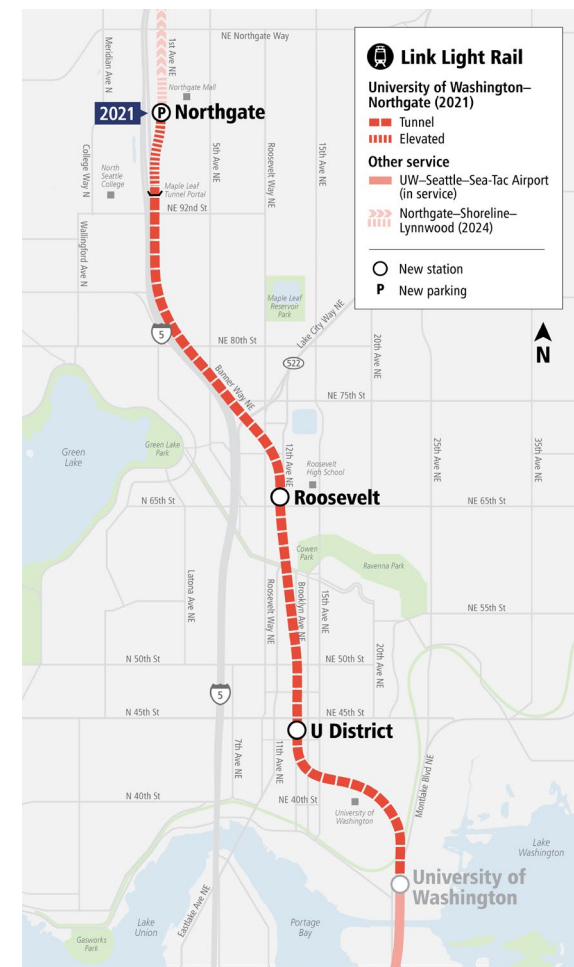 Link Light Rail
University of Washington–
Northgate (2021)
Tunnel
Elevated
Other service
UW–Seattle–Sea-Tac Airport
(in service)
Northgate–Shoreline–
Lynnwood (2024)
New station
P
New parking
N
NE Northgate Way
Meridian Ave N
1st Ave NE
Northgate Mall
2021
P
Northgate
College Way N
North
Seattle
College
5th Ave NE
Roosevelt Way NE
15th Ave NE
Maple Leaf
Tunnel Portal
NE 92nd St
Wallingford Ave N
Maple Leaf
Reservoir
Park
Lake City Way NE
5
NE 80th St
20th Ave NE
522
Banner Way NE
NE 75th St
Green
Lake
Green Lake
Park
12th Ave NE
Roosevelt
High School
25th Ave NE
35th Ave NE
Roosevelt
N 65th St
NE 65th St
Cowen
Park
Ravenna Park
Latona Ave NE
Roosevelt Way NE
Brooklyn Ave NE
15th Ave NE
NE 55th St
20th Ave NE
N 50th St
NE 50th St
5
N 45th St
NE 45th St
U District
7th Ave NE
11th Ave NE
Montlake Blvd NE
N 40th St
NE 40th St
University of
Washington
Lake
Washington
University of
Washington
Eastlake Ave NE
Lake
Union
Portage
Bay
Gasworks
Park